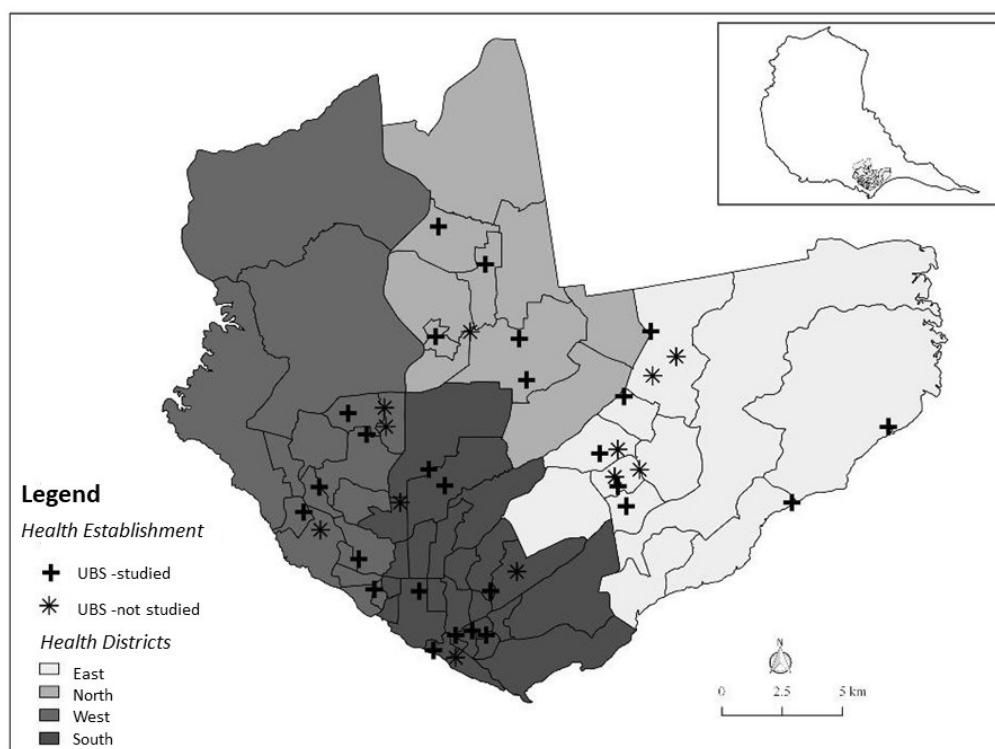 Legend
Health Establishment
UBS -studied
UBS -not studied
Health Districts
East
North
West
South
N
0 2.5 5 km